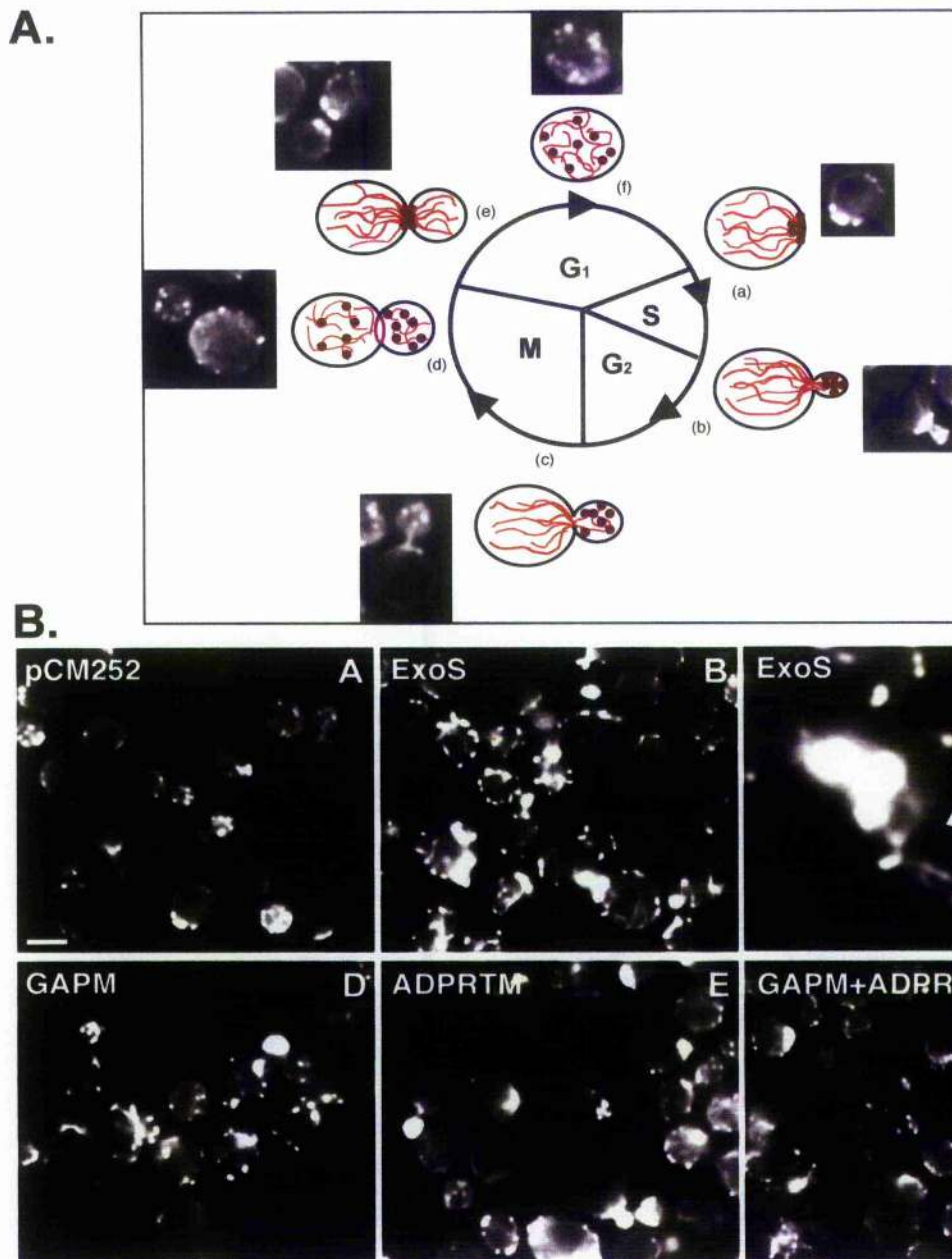 A.
(f)
(e)
G1
(a)
S
M
G2
(d)
(b)
(c)
B.
pCM252 A
ExoS B
ExoS
GAPM D
ADPRTM E
GAPM+ADPR